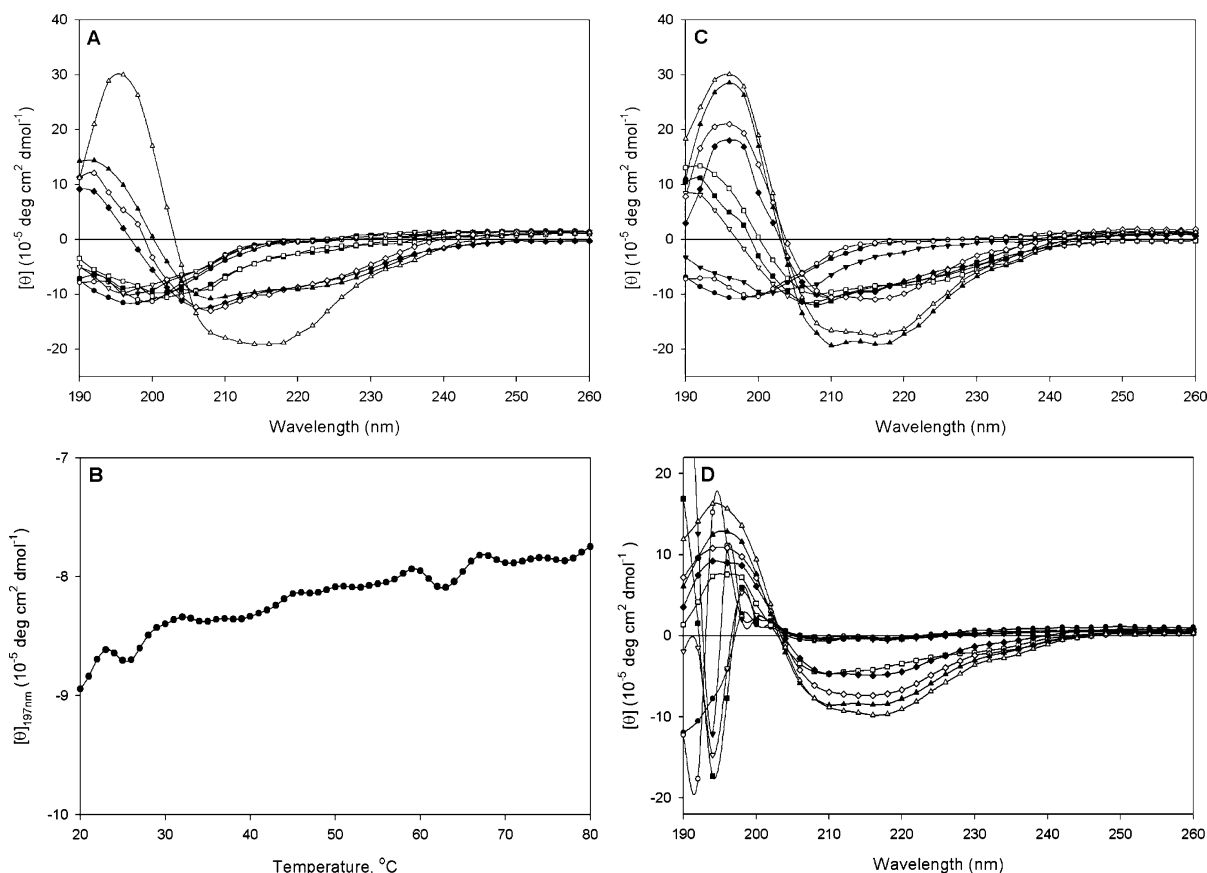 A
40
30
20
10
0
-10
-20
[θ] (10⁻⁵ deg cm² dmol⁻¹)
190 200 210 220 230 240 250 260
Wavelength (nm)
C
40
30
20
10
0
-10
-20
[θ] (10⁻⁵ deg cm² dmol⁻¹)
190 200 210 220 230 240 250 260
Wavelength (nm)
B
-7
-8
-9
-10
[θ]197nm (10⁻⁵ deg cm² dmol⁻¹)
20 30 40 50 60 70 80
Temperature, °C
D
20
10
0
-10
-20
[θ] (10⁻⁵ deg cm² dmol⁻¹)
190 200 210 220 230 240 250 260
Wavelength (nm)